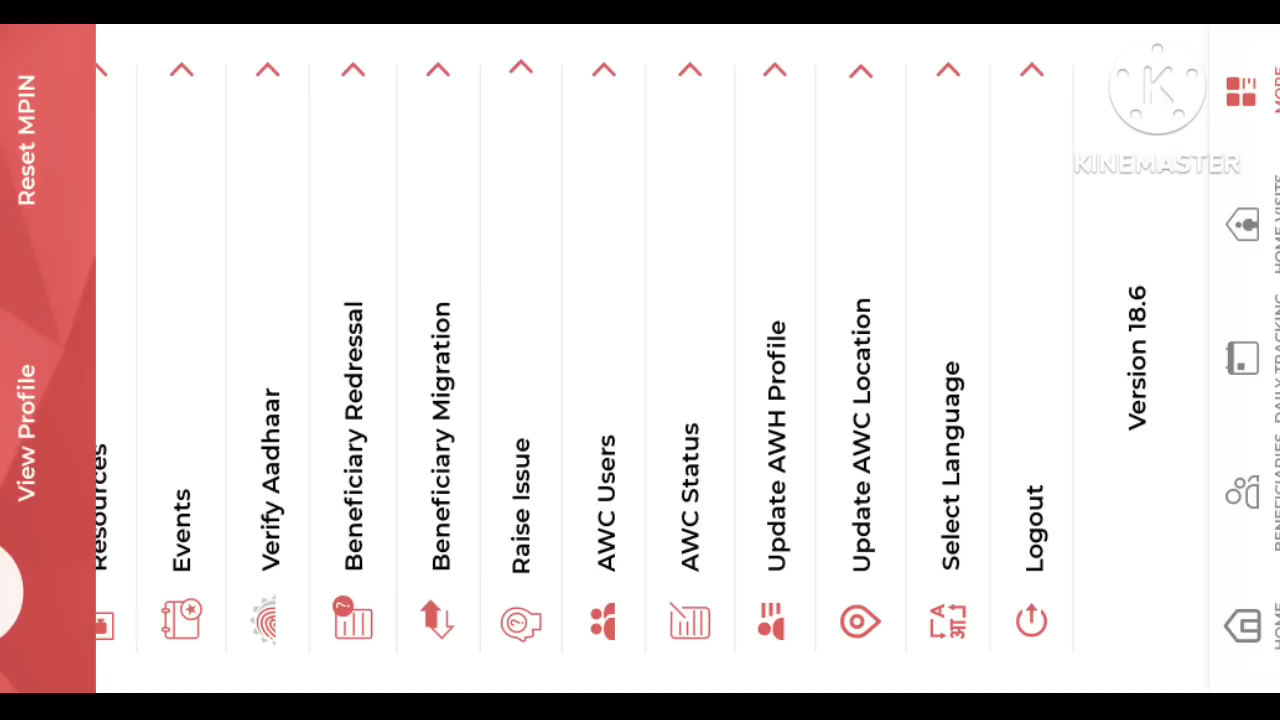 View Profile
Reset MPIN
Resources
Events
Verify Aadhaar
Beneficiary Redressal
Beneficiary Migration
Raise Issue
AWC Users
AWC Status
Update AWH Profile
Update AWC Location
A
आ
Select Language
Logout
Version 18.6
HOME
BENEFICIARIES
DAILY TRACKING
HOME VISITS
MORE
K
KINEMASTER